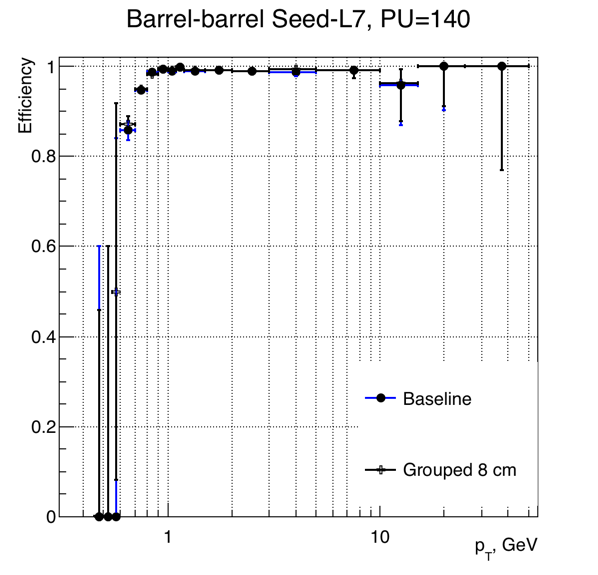 Barrel-barrel Seed-L7, PU=140
Efficiency
1
0.8
0.6
0.4
0.2
0
Baseline
Grouped 8 cm
1
10
p_T, GeV